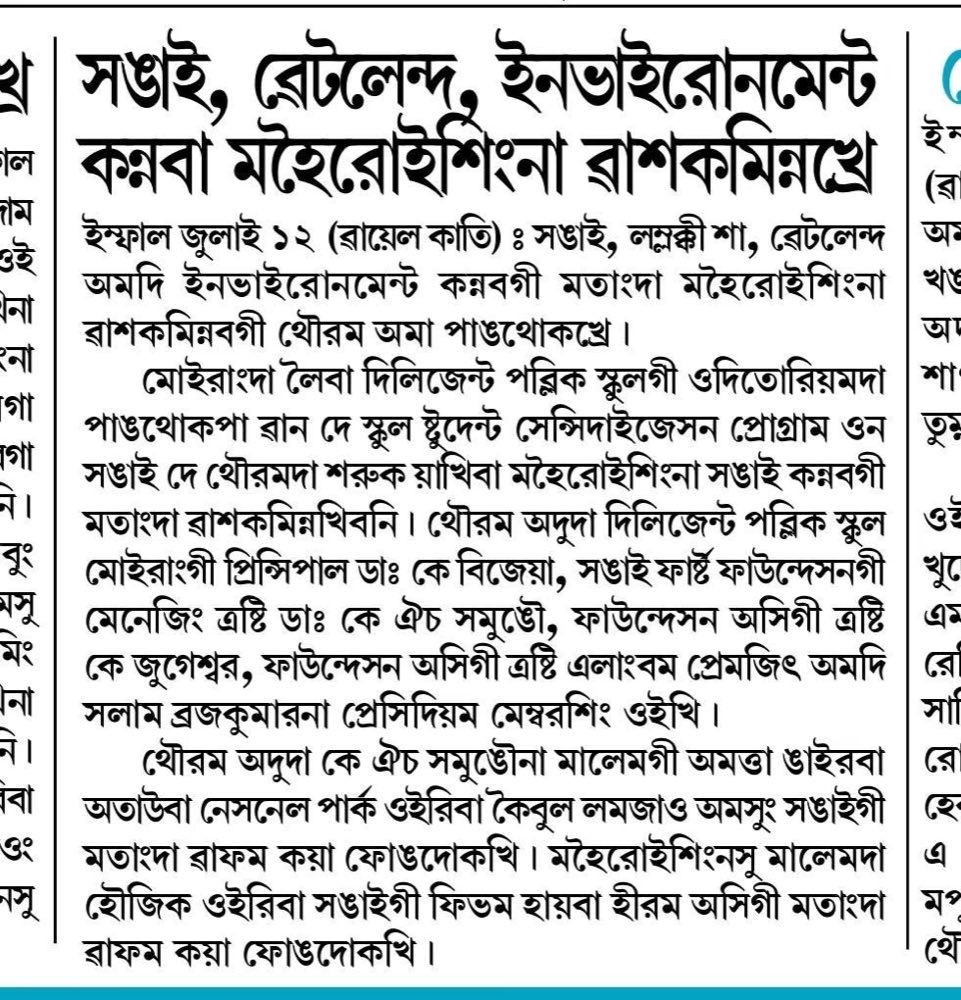 সঙাই, ৱেটলেন্দ, ইনভাইরোনমেন্ট
কন্নবা মহৈরোইশিংনা ৱাশকমিন্নখ্রে
ইম্ফাল জুলাই ১২ (ৱায়েল কাতি) ঃ সঙাই, লম্লক্কী শা, ৱেটলেন্দ
অমদি ইনভাইরোনমেন্ট কন্নবগী মতাংদা মহৈরোইশিংনা
ৱাশকমিন্নবগী থৌরম অমা পাঙথোকখ্রে।
মোইরাংদা লৈবা দিলিজেন্ট পব্লিক স্কুলগী ওদিতোরিয়মদা
পাঙথোকপা ৱান দে স্কুল ষ্টুদেন্ট সেন্সিদাইজেসন প্রোগ্রাম ওন
সঙাই দে থৌরমদা শরুক য়াখিবা মহৈরোইশিংনা সঙাই কন্নবগী
মতাংদা ৱাশকমিন্নখিবনি। থৌরম অদুদা দিলিজেন্ট পব্লিক স্কুল
মোইরাংগী প্রিন্সিপাল ডাঃ কে বিজেয়া, সঙাই ফার্ষ্ট ফাউন্দেসনগী
মেনেজিং ত্রষ্টি ডাঃ কে ঐচ সমুঙৌ, ফাউন্দেসন অসিগী ত্রষ্টি
কে জুগেশ্বর, ফাউন্দেসন অসিগী ত্রষ্টি এলাংবম প্রেমজিৎ অমদি
সলাম ব্রজকুমারনা প্রেসিদিয়ম মেম্বরশিং ওইখি।
থৌরম অদুদা কে ঐচ সমুঙৌনা মালেমগী অমত্তা ঙাইরবা
অতাউবা নেসনেল পার্ক ওইরিবা কৈবুল লমজাও অমসুং সঙাইগী
মতাংদা ৱাফম কয়া ফোঙদোকখি। মহৈরোইশিংনসু মালেমদা
হৌজিক ওইরিবা সঙাইগী ফিভম হায়বা হীরম অসিগী মতাংদা
ৱাফম কয়া ফোঙদোকখি।